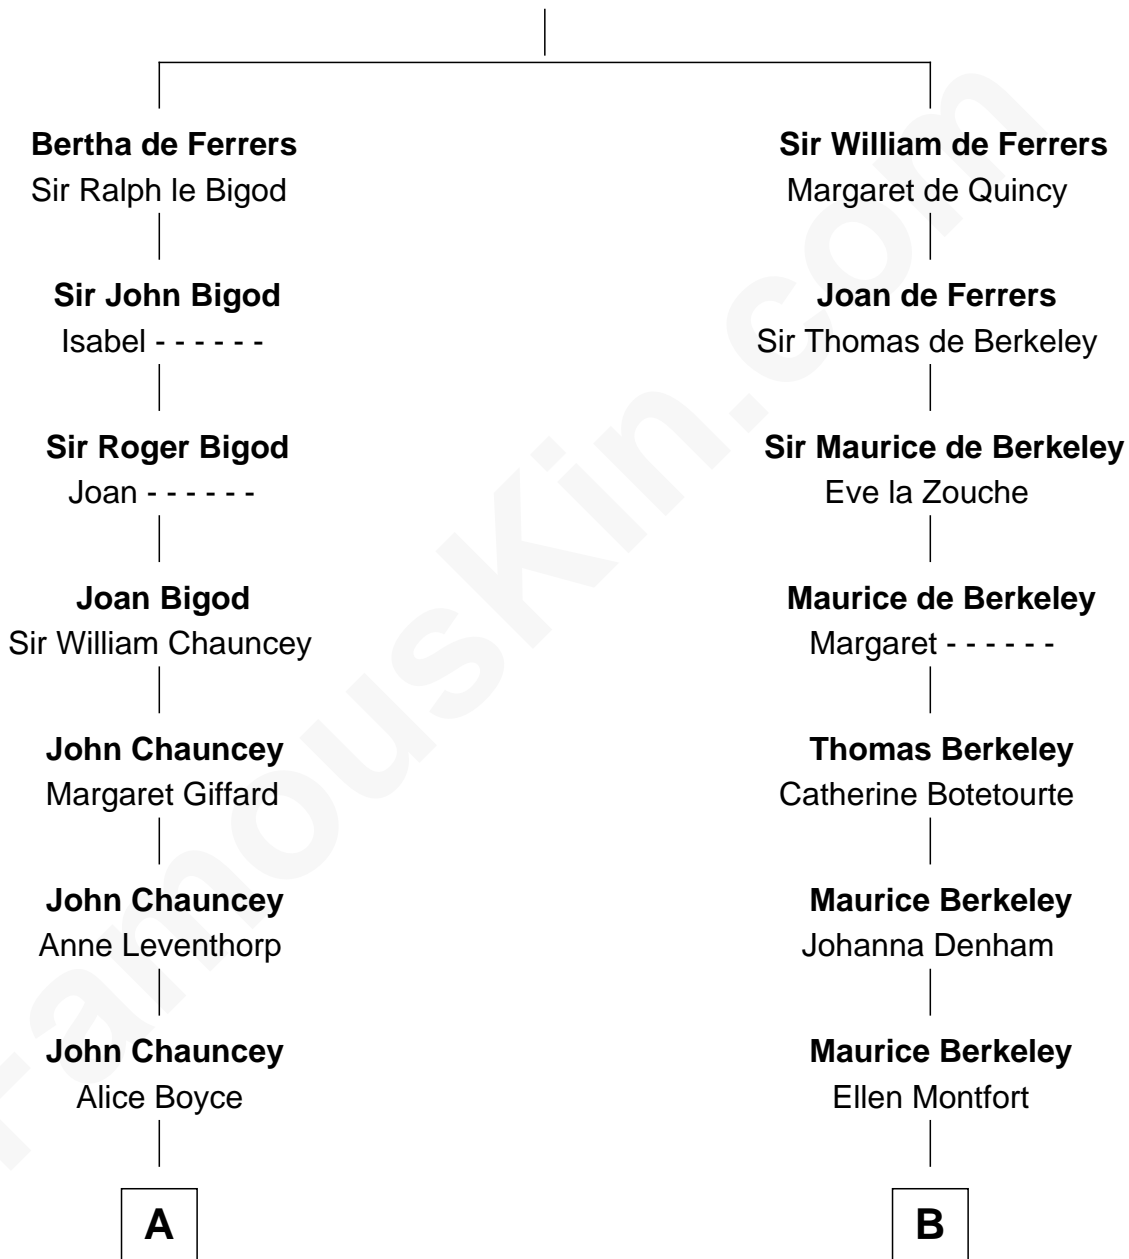 Bertha de Ferrers
Sir Ralph le Bigod
Sir John Bigod
Isabel - - - - - -
Sir Roger Bigod
Joan - - - - - -
Joan Bigod
Sir William Chauncey
John Chauncey
Margaret Giffard
John Chauncey
Anne Leventhorp
John Chauncey
Alice Boyce
A
Sir William de Ferrers
Margaret de Quincy
Joan de Ferrers
Sir Thomas de Berkeley
Sir Maurice de Berkeley
Eve la Zouche
Maurice de Berkeley
Margaret - - - - - -
Thomas Berkeley
Catherine Botetourte
Maurice Berkeley
Johanna Denham
Maurice Berkeley
Ellen Montfort
B
FamousKin.com